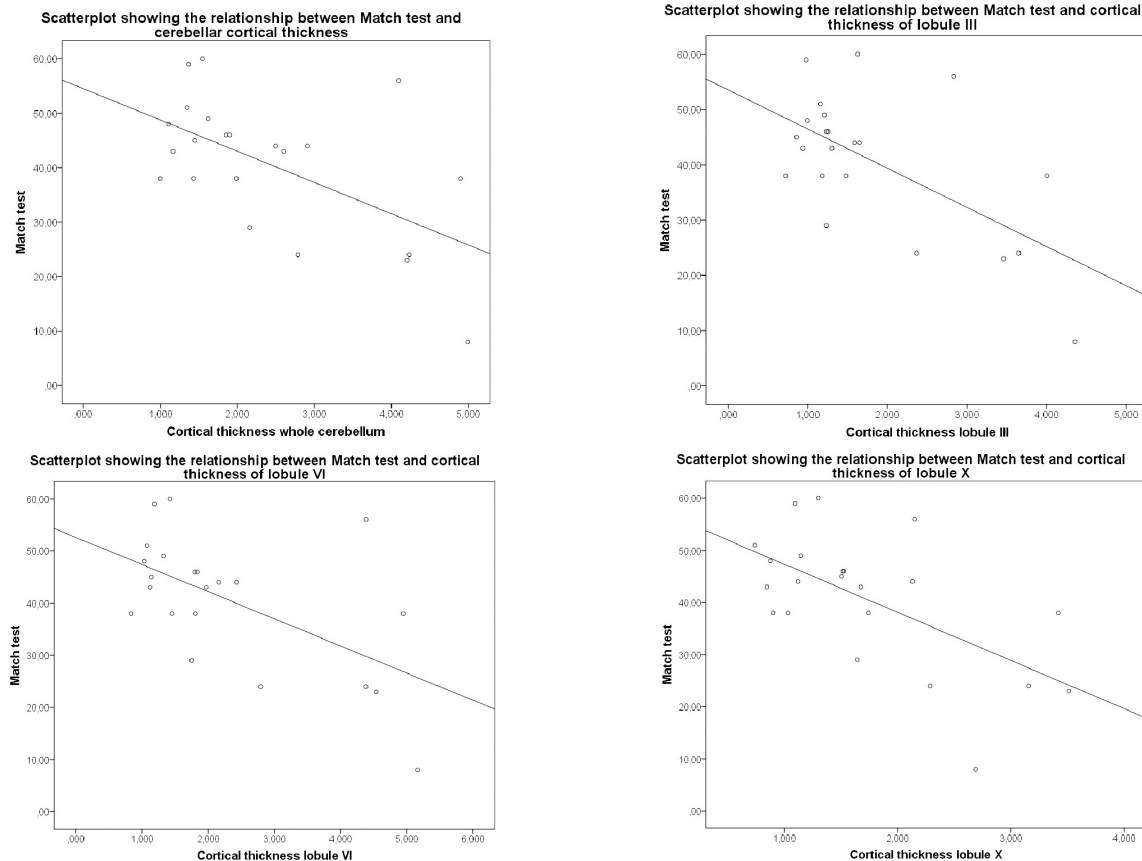 Scatterplot showing the relationship between Match test and
cerebellar cortical thickness
60,00
50,00
40,00
30,00
20,00
10,00
,00
Match test
,000 1,000 2,000 3,000 4,000 5,000
Cortical thickness whole cerebellum
Scatterplot showing the relationship between Match test and cortical
thickness of lobule III
60,00
50,00
40,00
30,00
20,00
10,00
,00
Match test
,000 1,000 2,000 3,000 4,000 5,000
Cortical thickness lobule III
Scatterplot showing the relationship between Match test and cortical
thickness of lobule VI
60,00
50,00
40,00
30,00
20,00
10,00
,00
Match test
,000 1,000 2,000 3,000 4,000 5,000 6,000
Cortical thickness lobule VI
Scatterplot showing the relationship between Match test and cortical
thickness of lobule X
60,00
50,00
40,00
30,00
20,00
10,00
,00
Match test
1,000 2,000 3,000 4,000
Cortical thickness lobule X